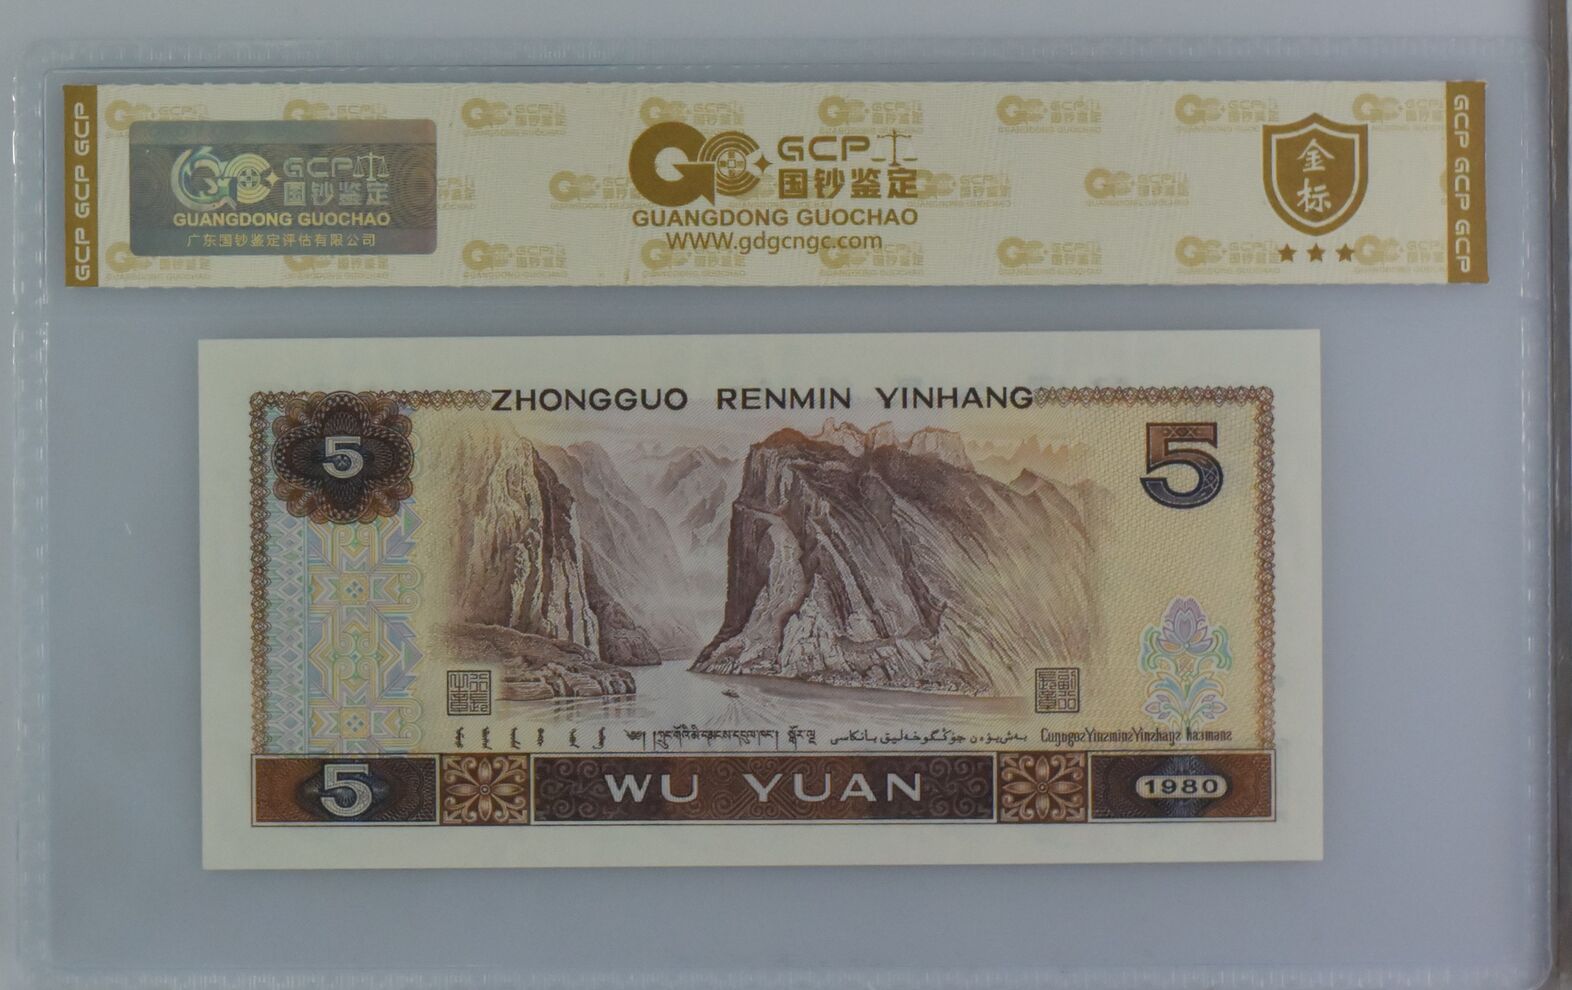 GCP GCP GCP
GCP
国钞鉴定
GUANGDONG GUOCHAO
广东国钞鉴定评估有限公司
GCP
国钞鉴定
GUANGDONG GUOCHAO
WWW.gdgcngc.com
金
标
GCP GCP GCP
ZHONGGUO RENMIN YINHANG
5
5
5
WU YUAN
1980